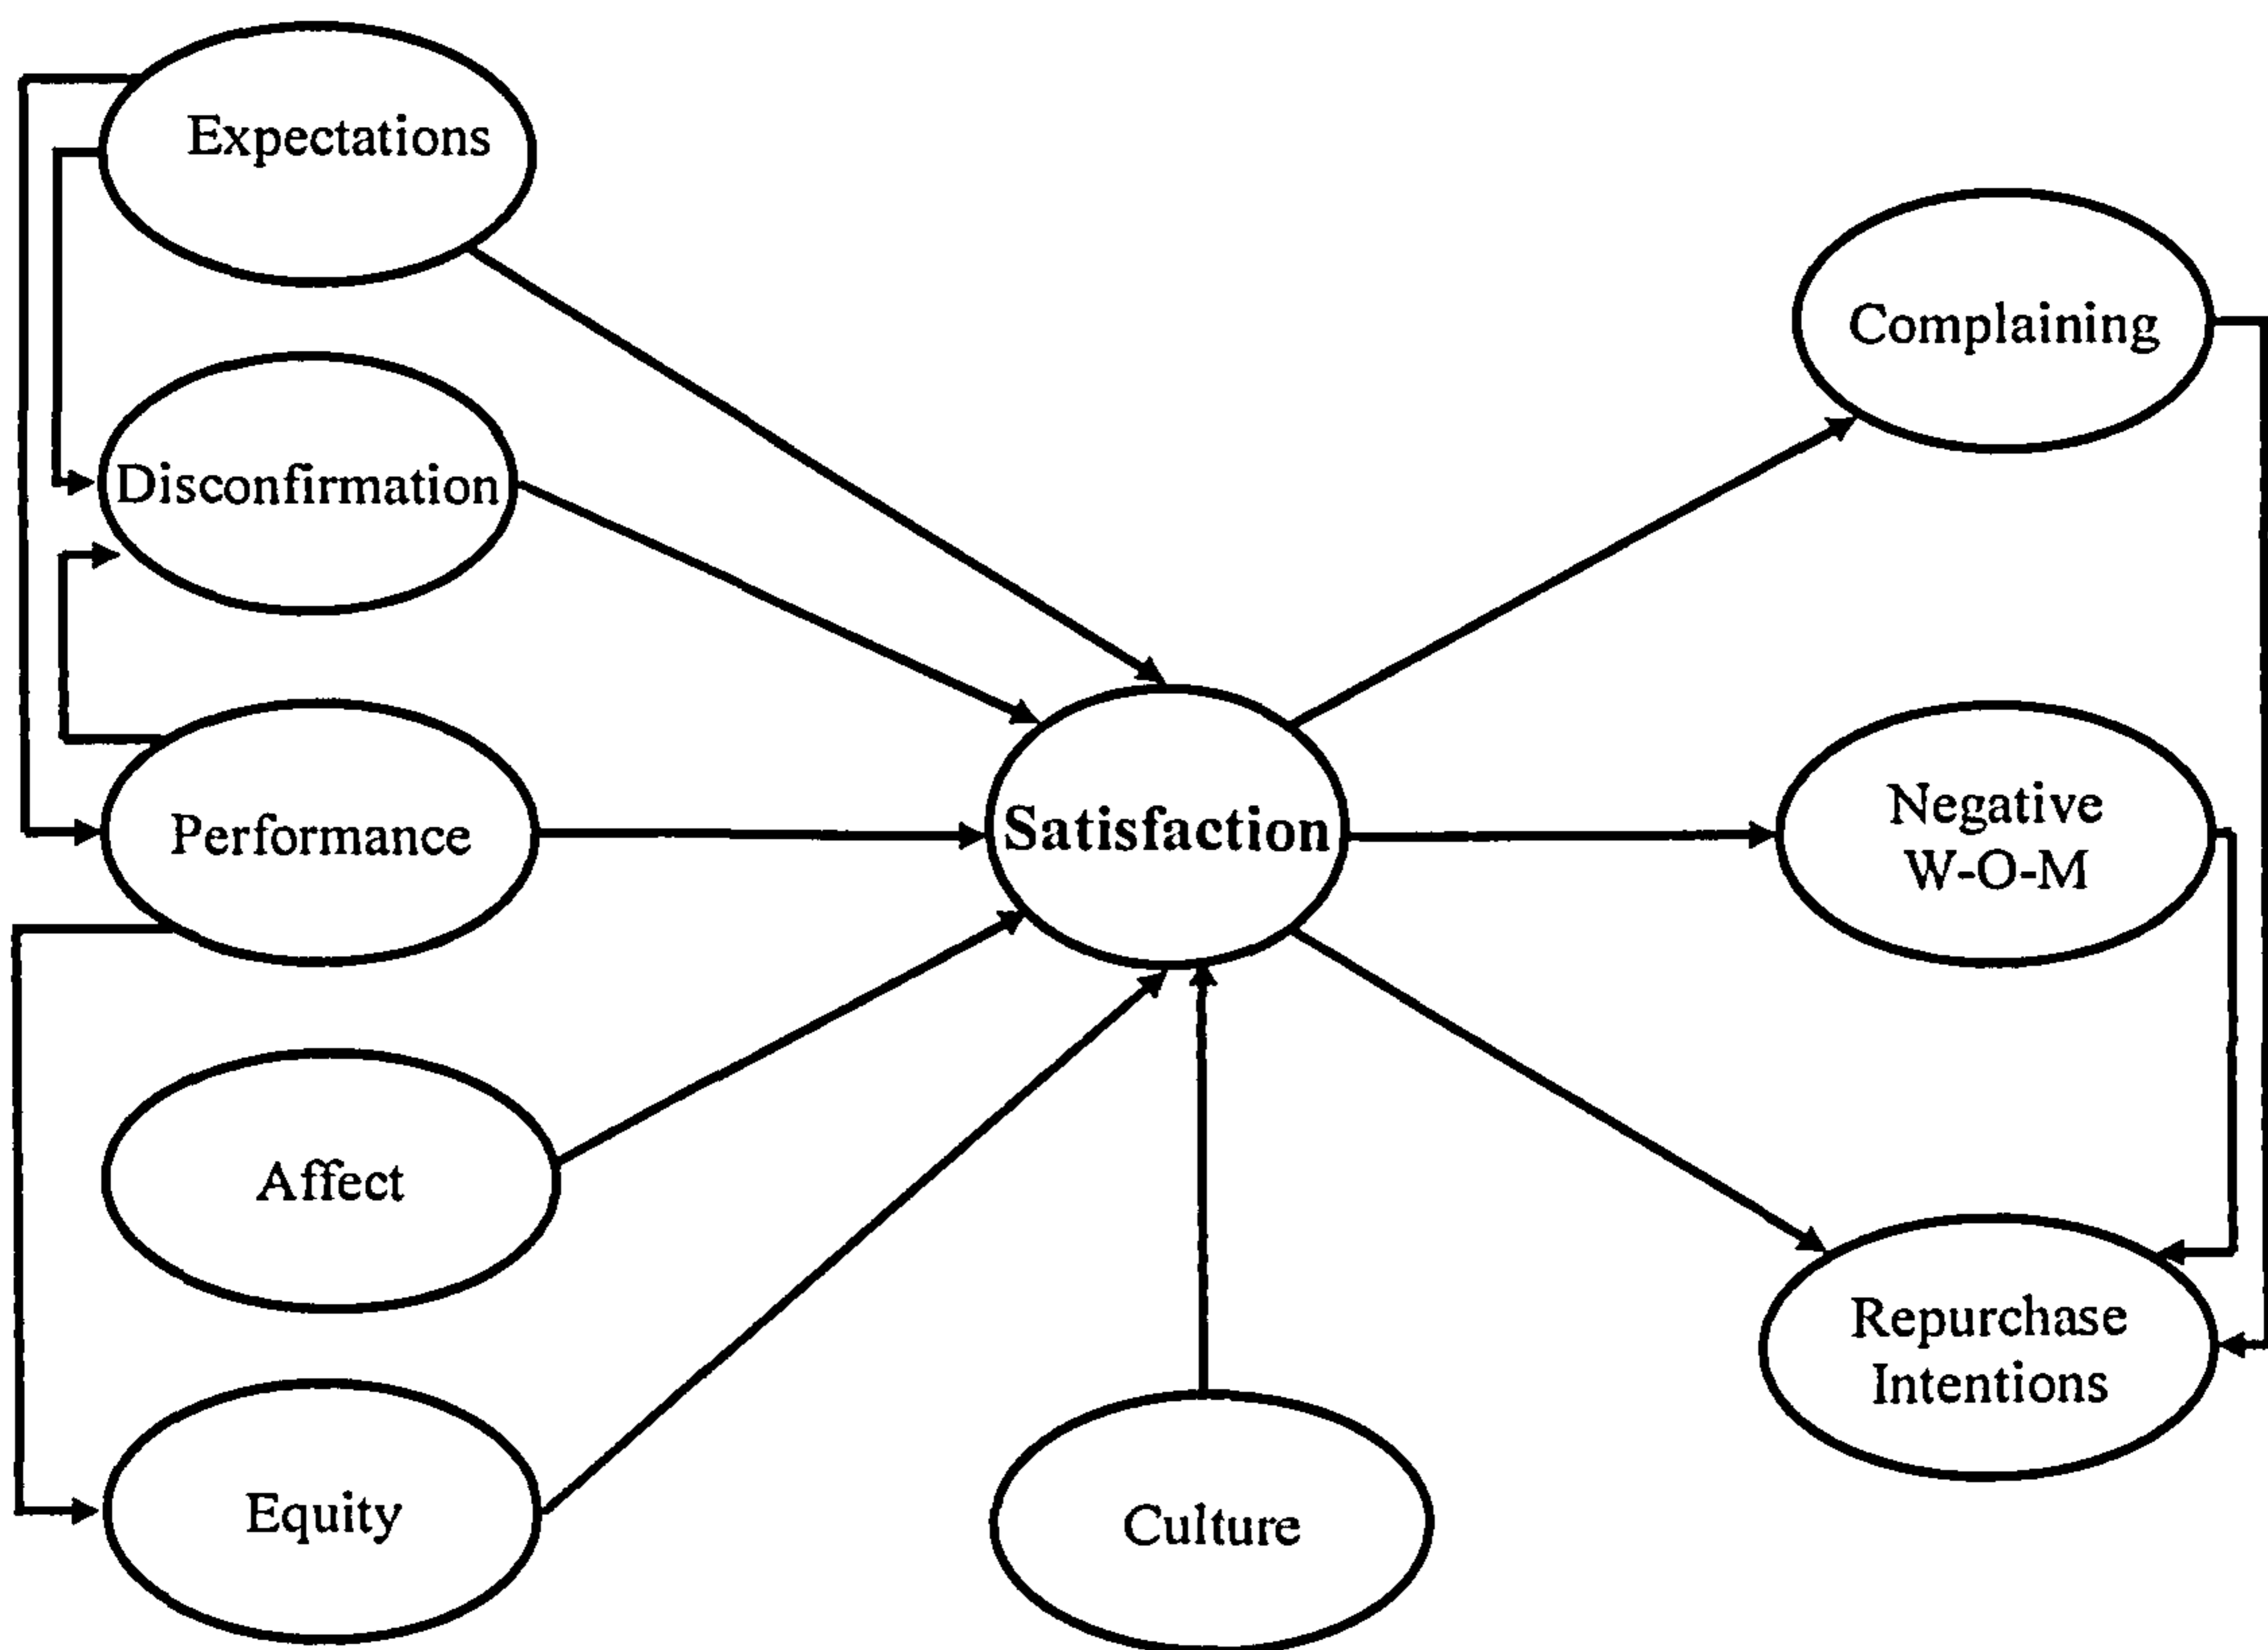 Expectations
Complaining
Disconfirmation
Negative
W-O-M
Satisfaction
Performance
Affect
Repurchase
Intentions
Equity
Culture